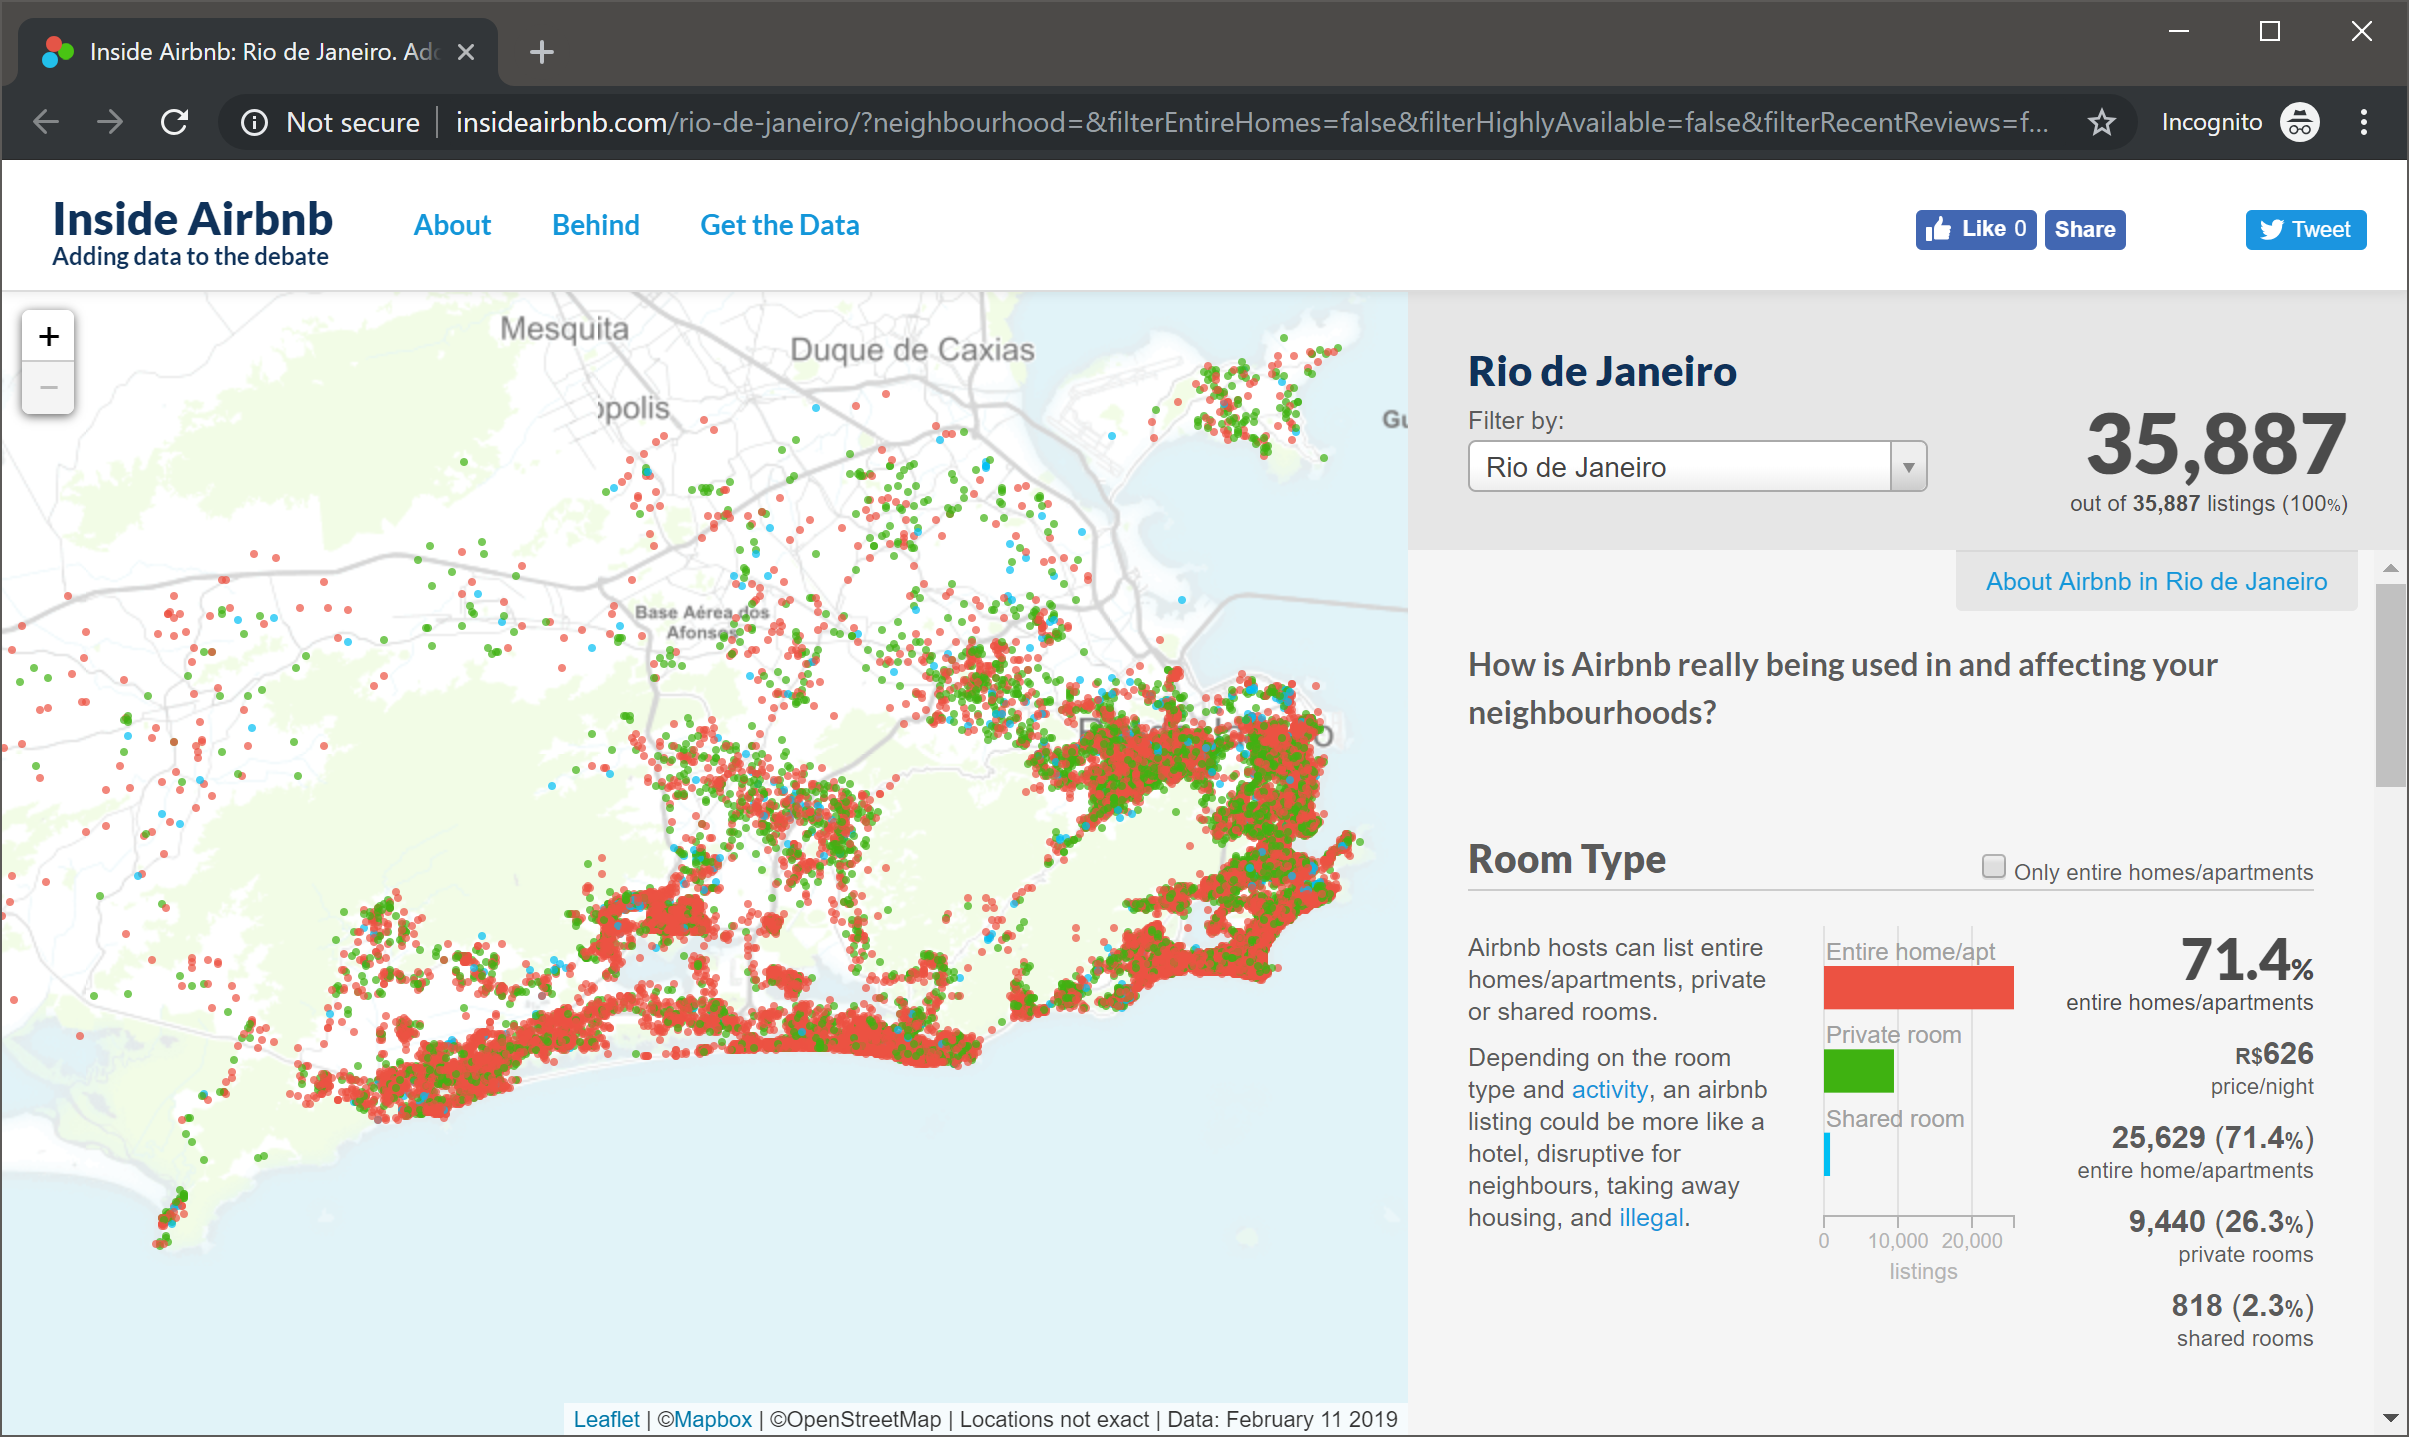 Inside Airbnb: Rio de Janeiro. Ad
Not secure
insideairbnb.com/rio-de-janeiro/?neighbourhood=&filterEntireHomes=false&filterHighlyAvailable=false&filterRecentReviews=f...
Incognito
Inside Airbnb
Adding data to the debate
About
Behind
Get the Data
Like 0
Share
Tweet
+
−
Mesquita
Duque de Caxias
opolis
Gu
Base Aérea dos
Afonsos
Rio de Janeiro
Filter by:
Rio de Janeiro
35,887
out of 35,887 listings (100%)
About Airbnb in Rio de Janeiro
How is Airbnb really being used in and affecting your
neighbourhoods?
Room Type
Only entire homes/apartments
Airbnb hosts can list entire
homes/apartments, private
or shared rooms.
Depending on the room
type and activity, an airbnb
listing could be more like a
hotel, disruptive for
neighbours, taking away
housing, and illegal.
Entire home/apt
Private room
Shared room
0 10,000 20,000
listings
71.4%
entire homes/apartments
R$626
price/night
25,629 (71.4%)
entire home/apartments
9,440 (26.3%)
private rooms
818 (2.3%)
shared rooms
Leaflet | ©Mapbox | ©OpenStreetMap | Locations not exact | Data: February 11 2019